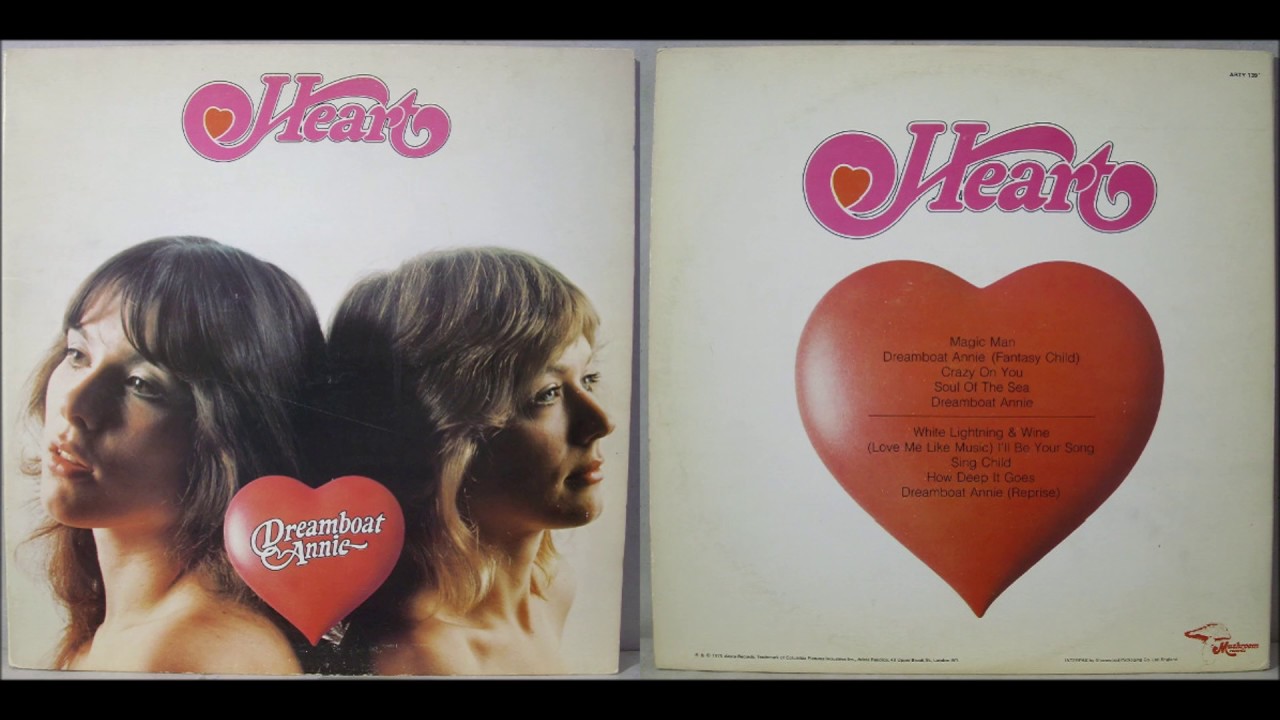 Heart
Dreamboat
Annie
Heart
Magic Man
Dreamboat Annie (Fantasy Child)
Crazy On You
Soul Of The Sea
Dreamboat Annie
White Lightning & Wine
(Love Me Like Music) I'll Be Your Song
Sing Child
How Deep It Goes
Dreamboat Annie (Reprise)
Mushroom